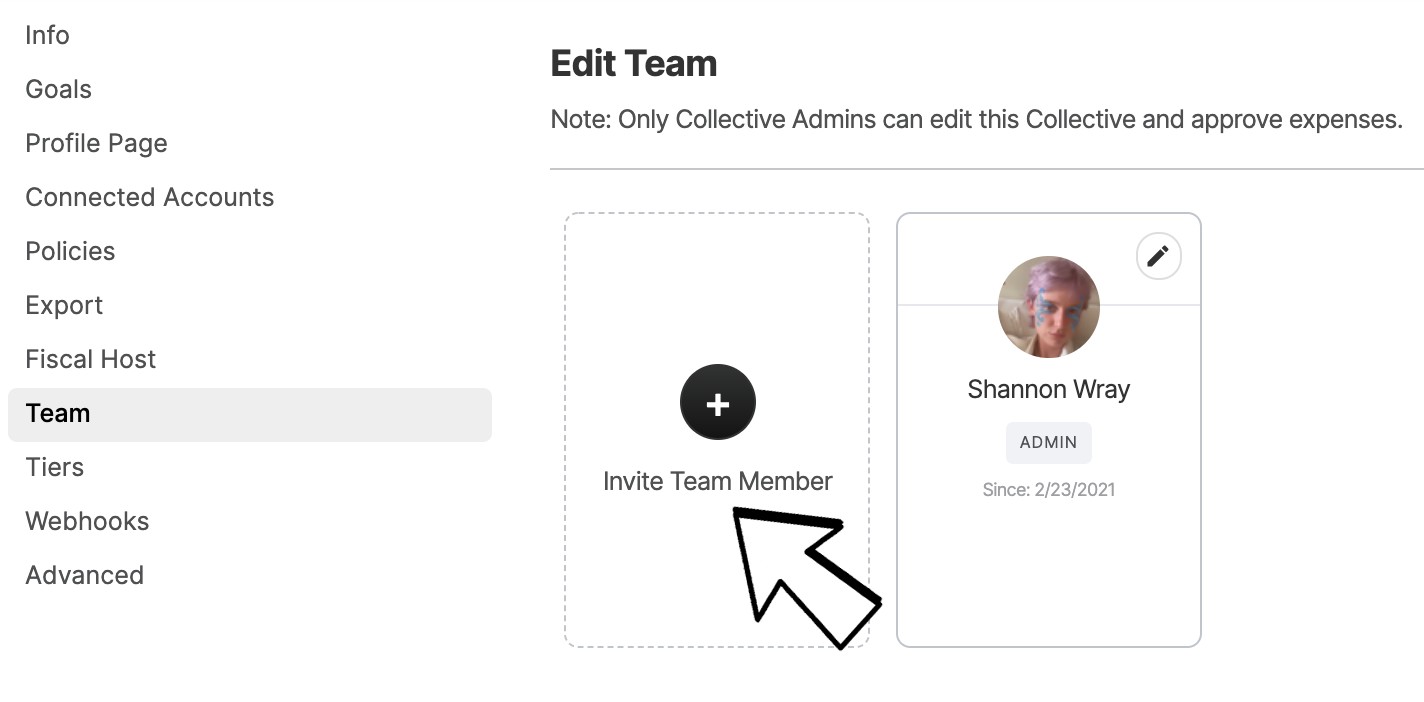 Info
Goals
Profile Page
Connected Accounts
Policies
Export
Fiscal Host
Team
Tiers
Webhooks
Advanced
Edit Team
Note: Only Collective Admins can edit this Collective and approve expenses.
Invite Team Member
Shannon Wray
ADMIN
Since: 2/23/2021